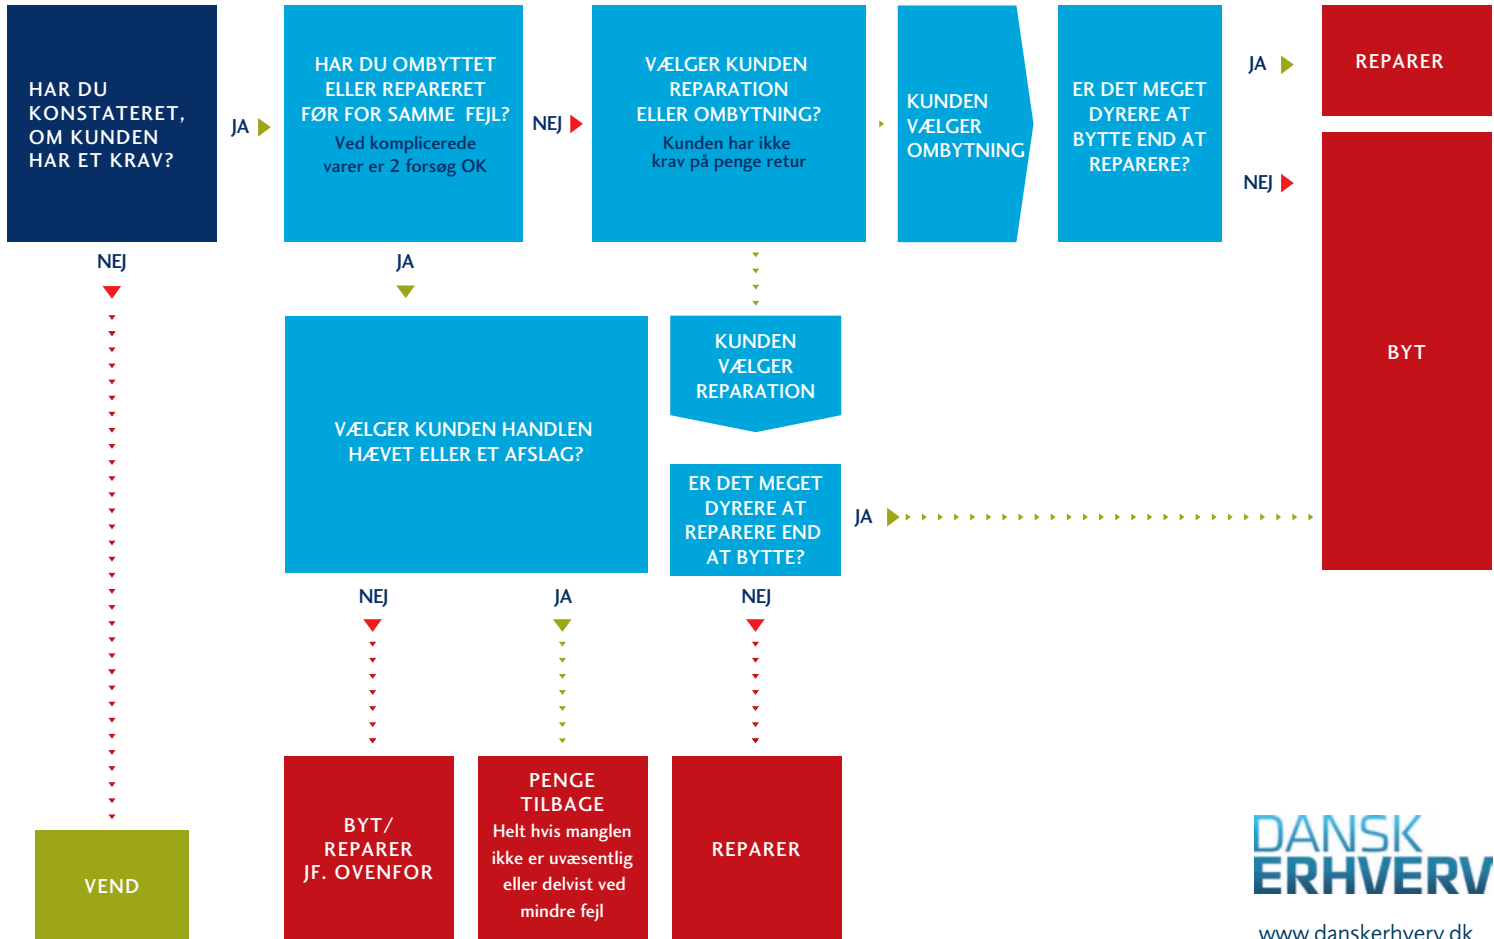 HAR DU
KONSTATERET,
OM KUNDEN
HAR ET KRAV?
JA
HAR DU OMBYTTET
ELLER REPARERET
FØR FOR SAMME FEJL?
Ved komplicerede
varer er 2 forsøg OK
NEJ
VÆLGER KUNDEN
REPARATION
ELLER OMBYTNING?
Kunden har ikke
krav på penge retur
KUNDEN
VÆLGER
OMBYTNING
ER DET MEGET
DYRERE AT
BYTTE END AT
REPARERE?
JA
REPARER
NEJ
BYT
NEJ
JA
VÆLGER KUNDEN HANDLEN
HÆVET ELLER ET AFSLAG?
KUNDEN
VÆLGER
REPARATION
ER DET MEGET
DYRERE AT
REPARERE END
AT BYTTE?
JA
NEJ
JA
NEJ
VEND
BYT/
REPARER
JF. OVENFOR
PENGE
TILBAGE
Helt hvis manglen
ikke er uvæsentlig
eller delvist ved
mindre fejl
REPARER
DANSK
ERHVERV
www.danskerhverv.dk